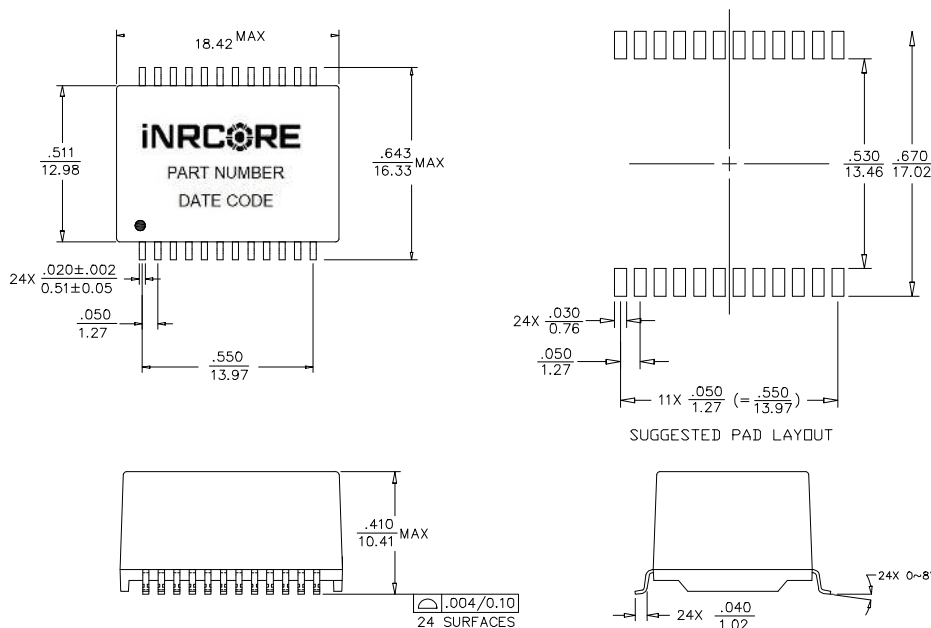 18.42 MAX
iNRCORE
PART NUMBER
DATE CODE
.511
12.98
.643 MAX
16.33
24X .020±.002
0.51±0.05
.050
1.27
.550
13.97
.530
13.46
.670
17.02
24X .030
0.76
.050
1.27
11X .050 (= .550 )
1.27 13.97
SUGGESTED PAD LAYOUT
.410 MAX
10.41
.004/0.10
24 SURFACES
24X .040
1.02
24X 0~8